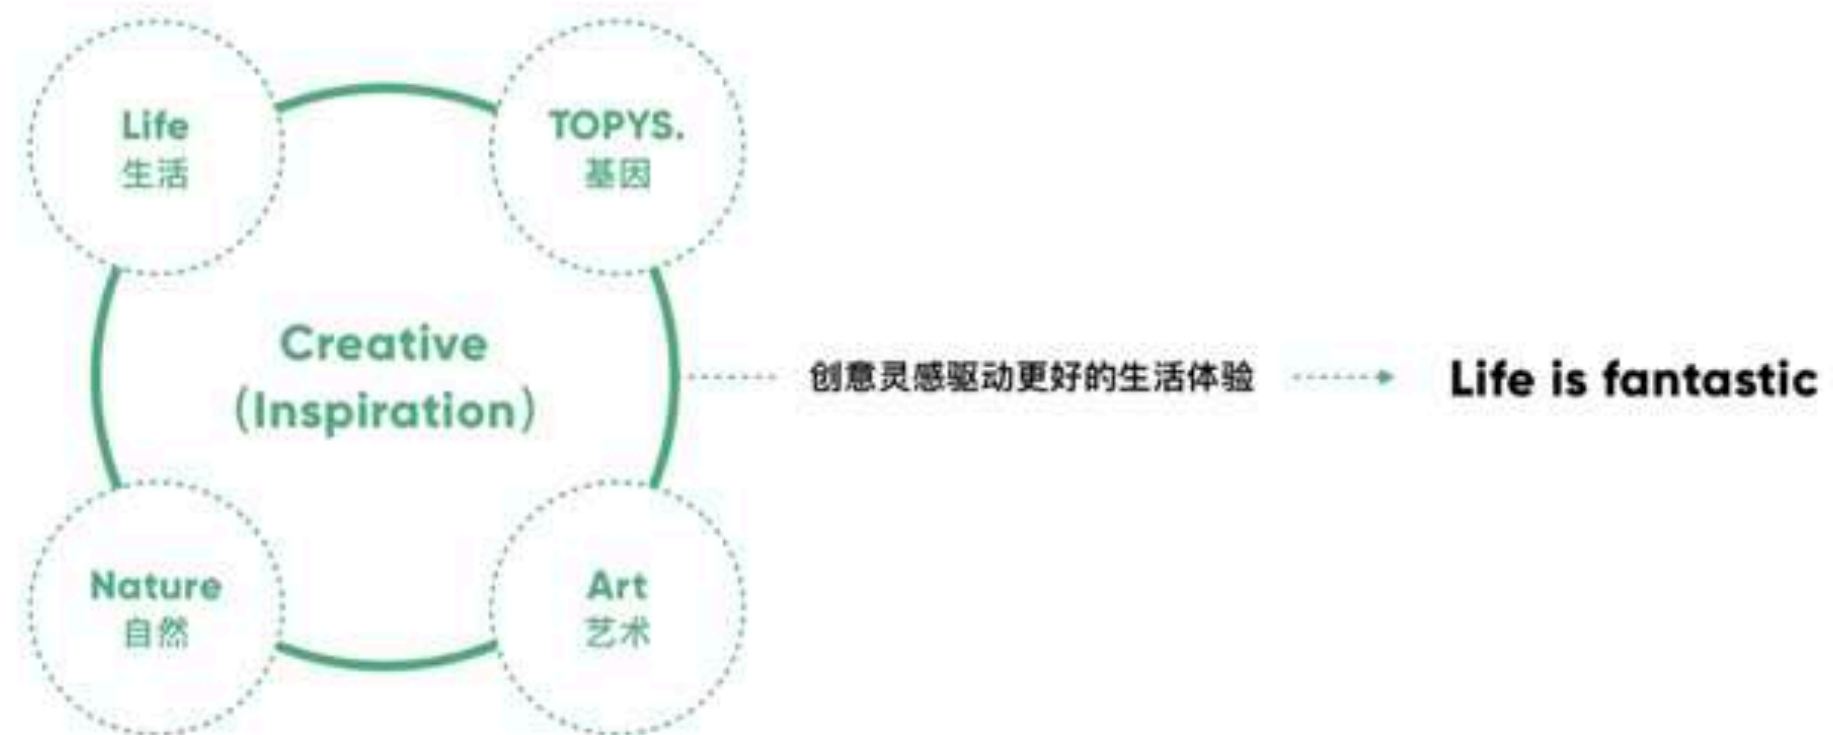 Life
生活
TOPYS.
基因
Creative
(Inspiration)
创意灵感驱动更好的生活体验
Life is fantastic
Nature
自然
Art
艺术